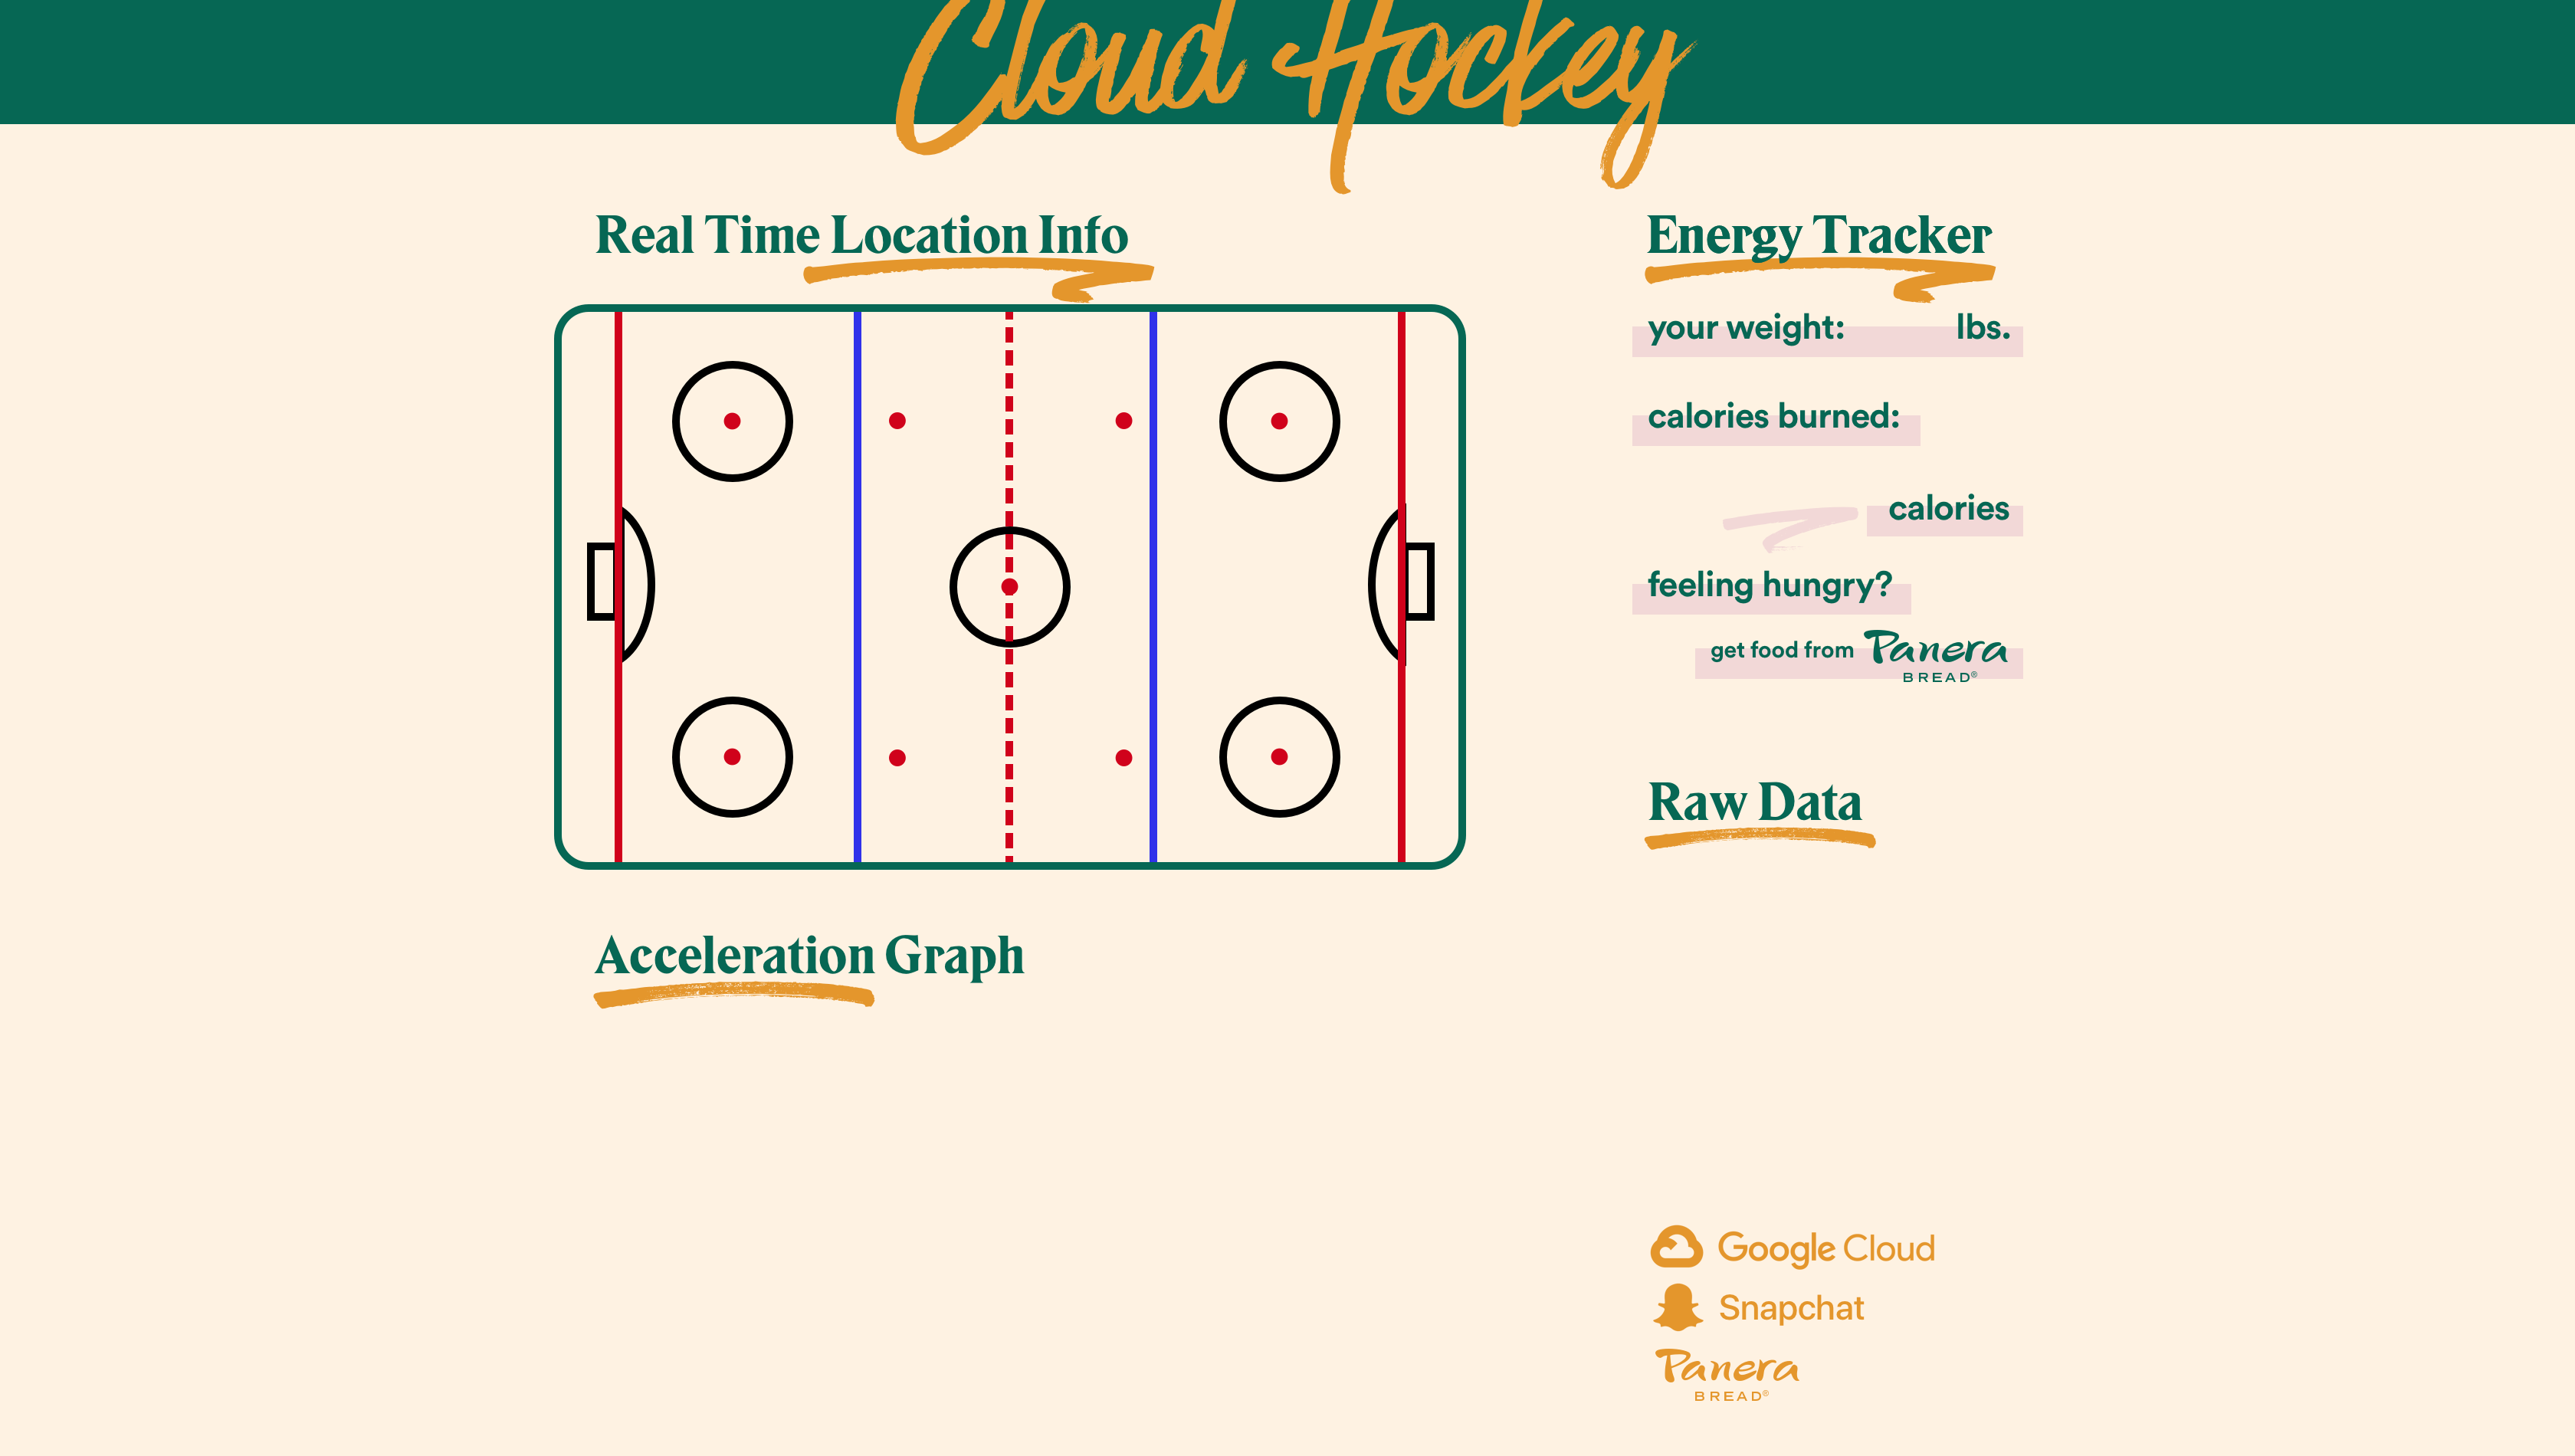 Cloud Hockey
Real Time Location Info
Energy Tracker
your weight: lbs.
calories burned:
calories
feeling hungry?
get food from Panera
BREAD®
Raw Data
Acceleration Graph
Google Cloud
Snapchat
Panera
BREAD®